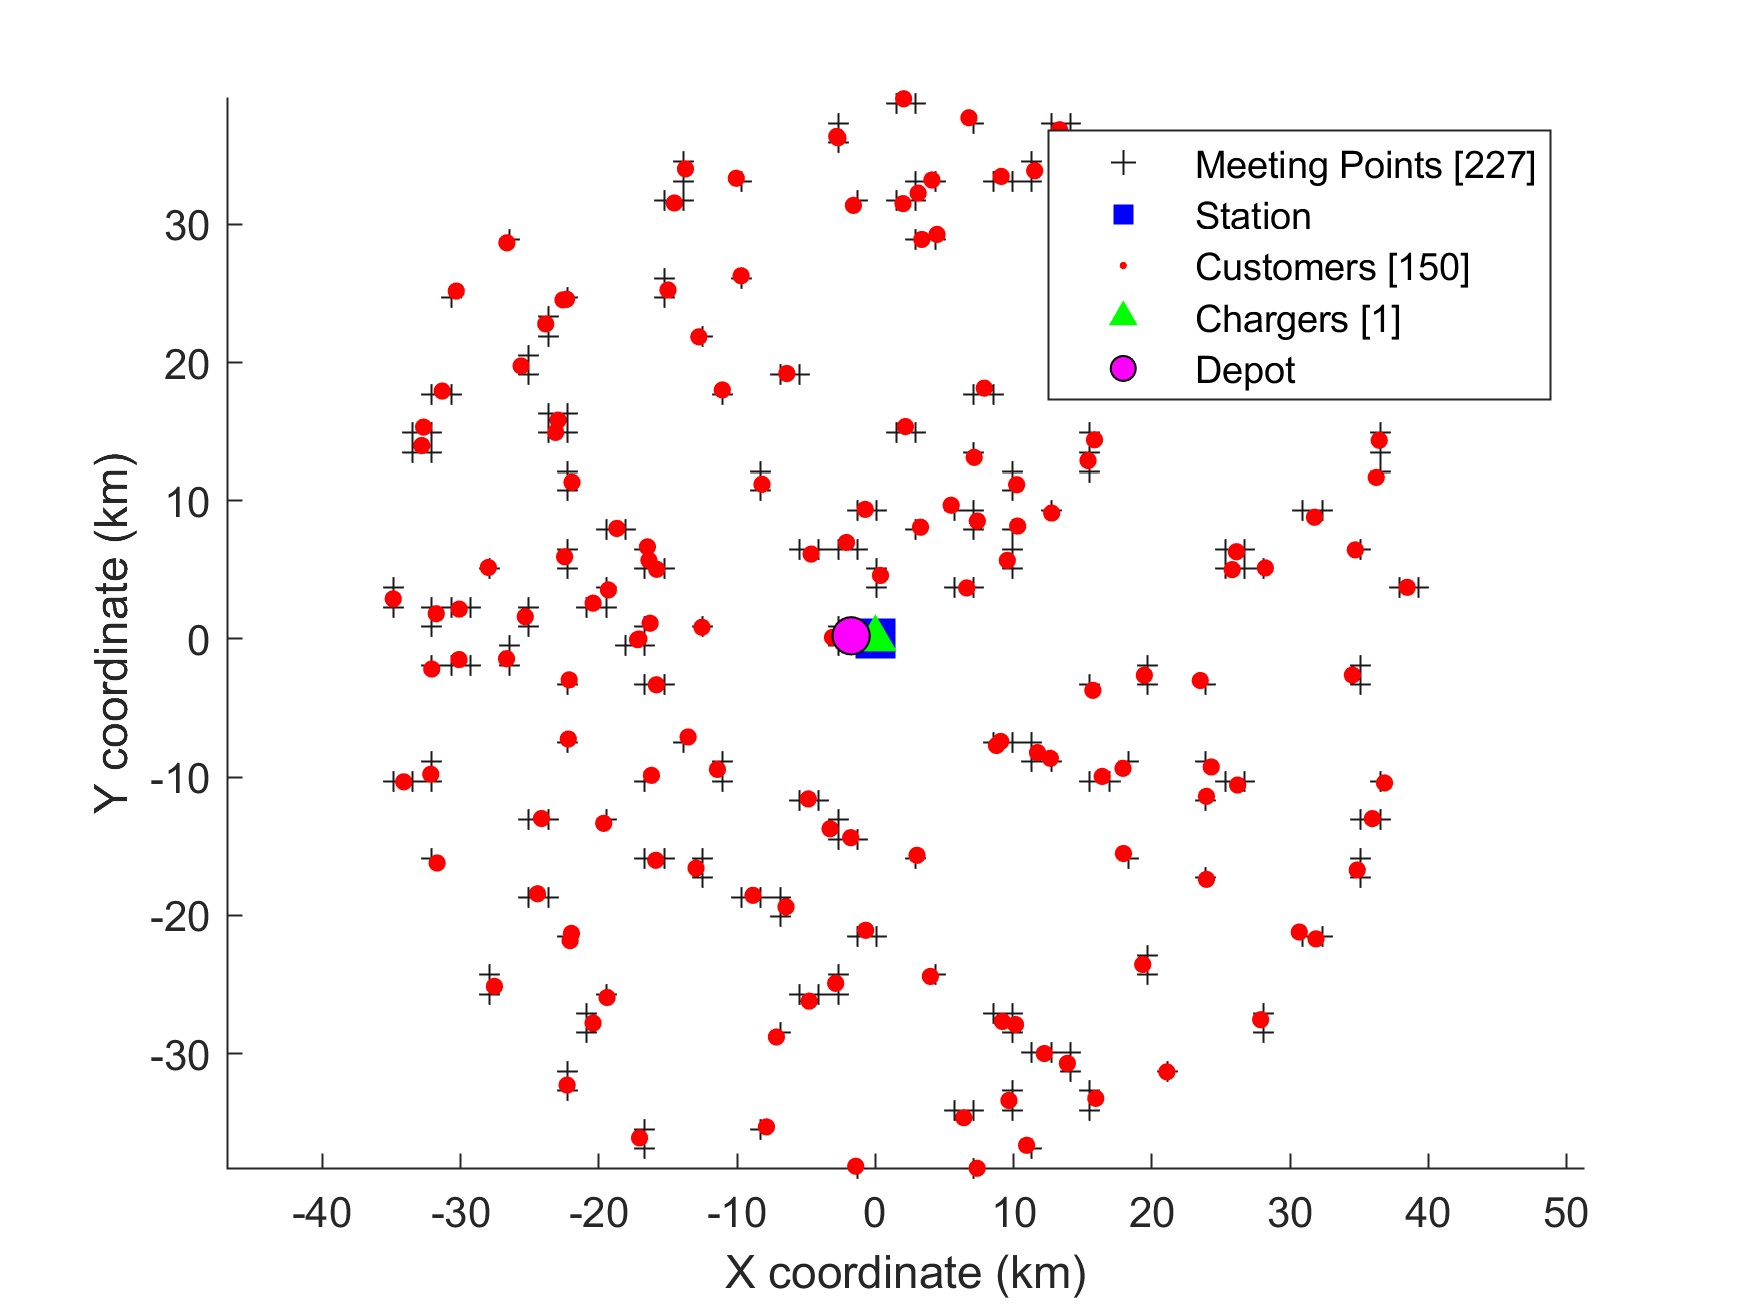 Meeting Points [227]
Station
Customers [150]
Chargers [1]
Depot
Y coordinate (km)
30
20
10
0
-10
-20
-30
-40 -30 -20 -10 0 10 20 30 40 50
X coordinate (km)